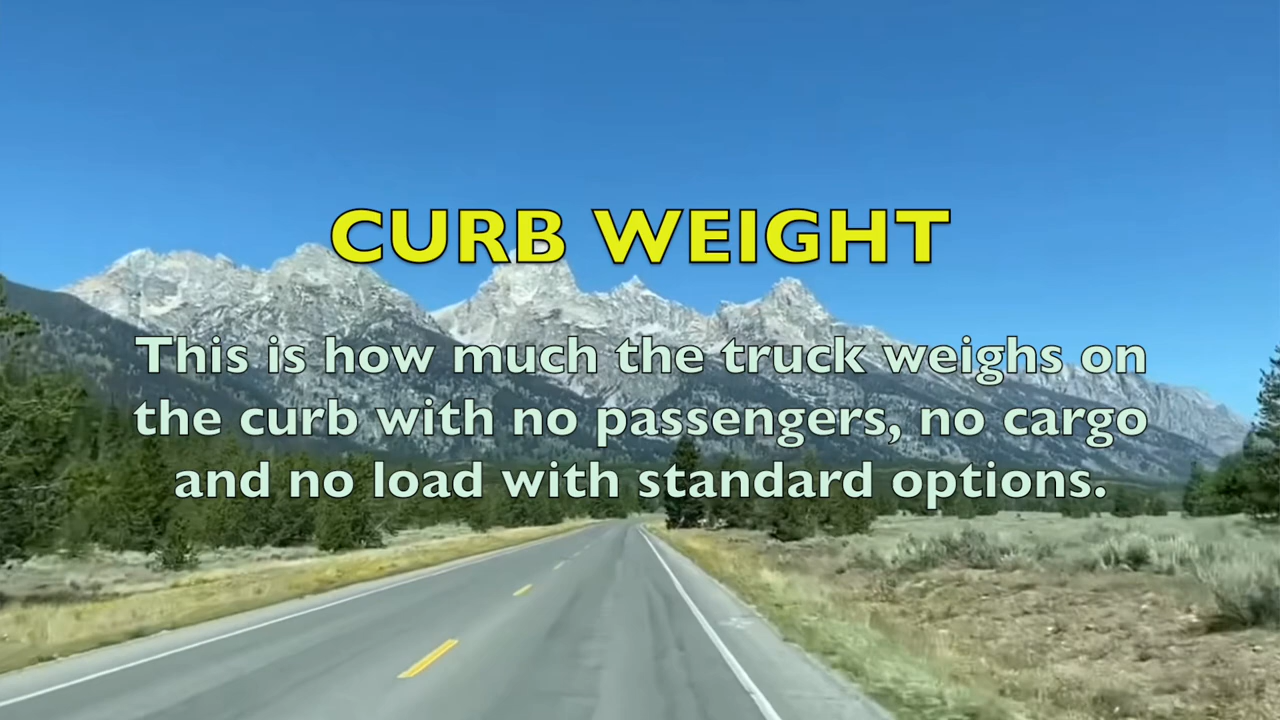 CURB WEIGHT
This is how much the truck weighs on
the curb with no passengers, no cargo
and no load with standard options.